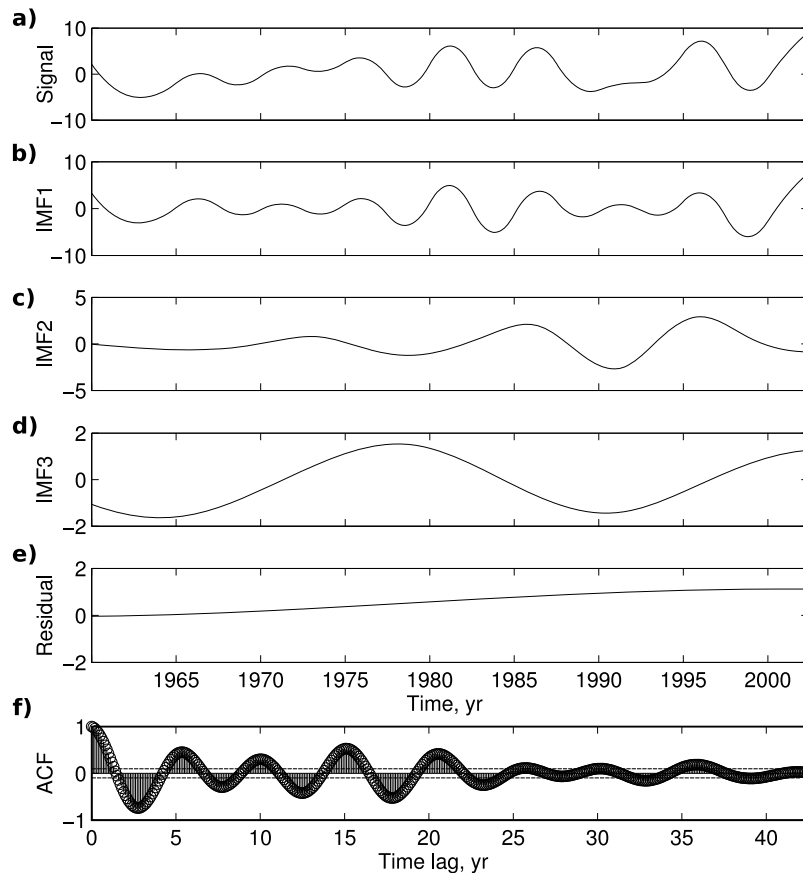 a)
Signal
10
0
−10
b)
IMF1
10
0
−10
c)
IMF2
5
0
−5
d)
IMF3
2
0
−2
e)
Residual
2
0
−2
1965 1970 1975 1980 1985 1990 1995 2000
Time, yr
f)
ACF
1
0
−1
0 5 10 15 20 25 30 35 40
Time lag, yr